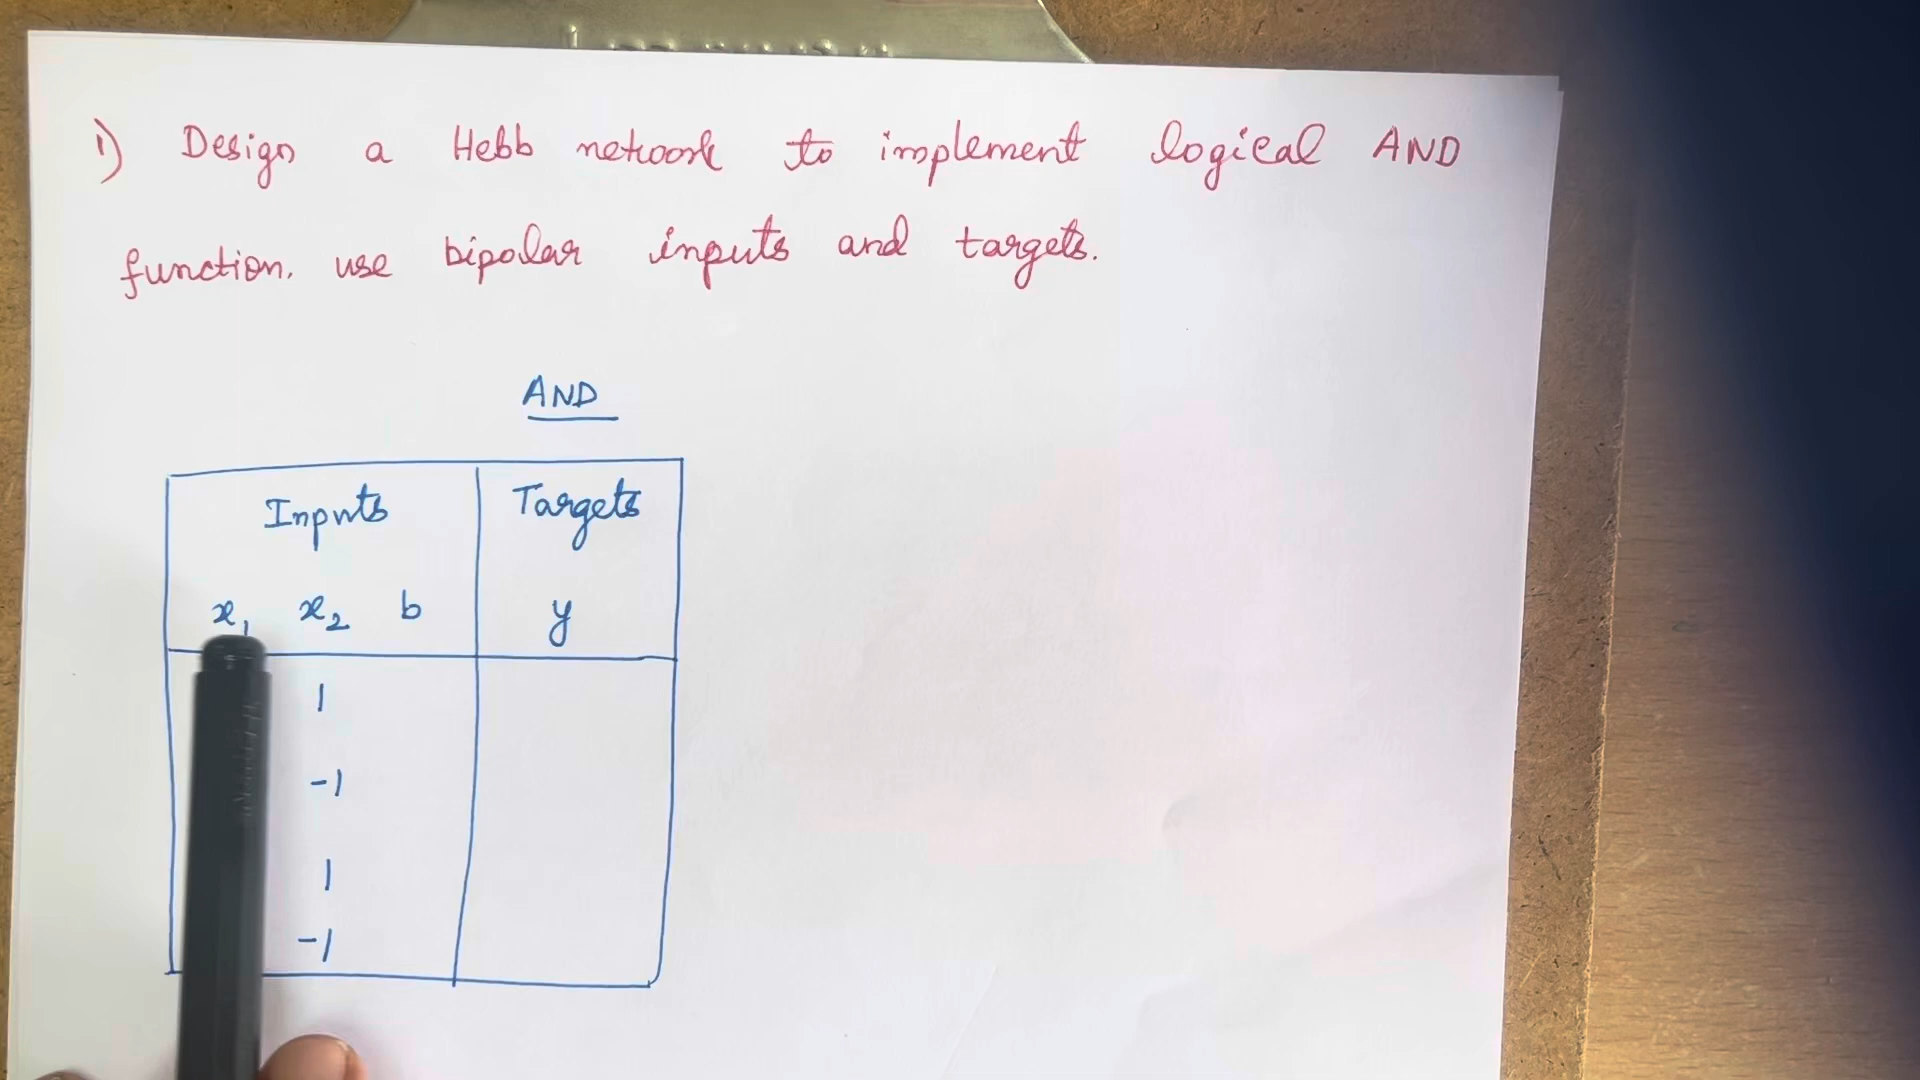 1) Design a Hebb network to implement logical AND
function. use bipolar inputs and targets.
AND
Inputs Targets
x₁ x₂ b y
1
-1
1
-1